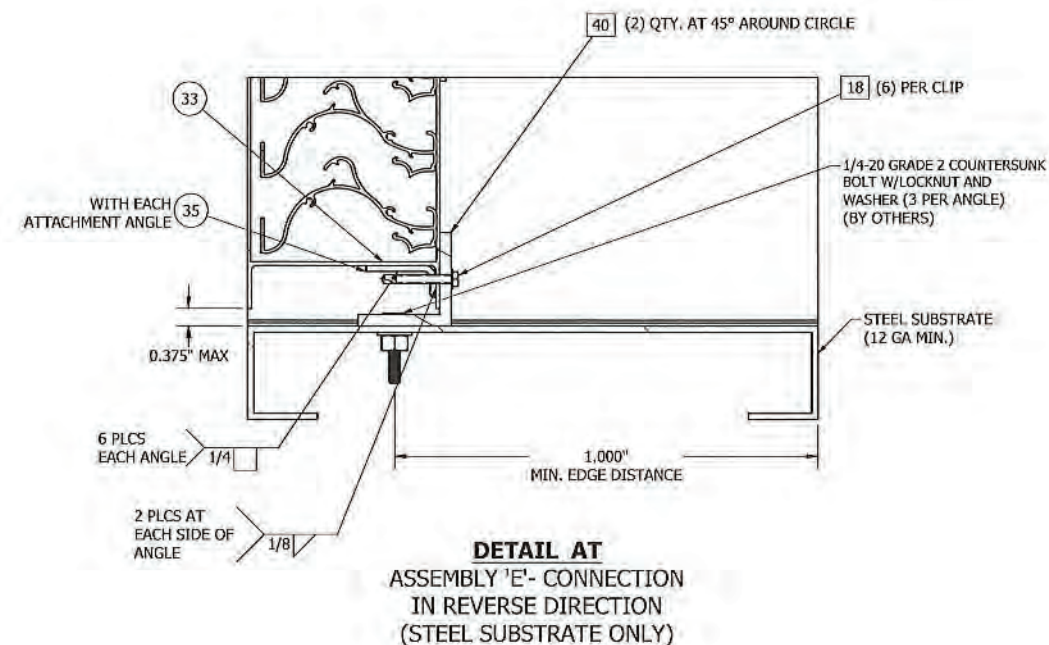 40 (2) QTY. AT 45° AROUND CIRCLE
33
18 (6) PER CLIP
1/4-20 GRADE 2 COUNTERSUNK
BOLT W/LOCKNUT AND
WASHER (3 PER ANGLE)
(BY OTHERS)
WITH EACH
ATTACHMENT ANGLE
35
STEEL SUBSTRATE
(12 GA MIN.)
0.375" MAX
6 PLCS
EACH ANGLE
1/4
1.000"
MIN. EDGE DISTANCE
2 PLCS AT
EACH SIDE OF
ANGLE
1/8
DETAIL AT
ASSEMBLY 'E'- CONNECTION
IN REVERSE DIRECTION
(STEEL SUBSTRATE ONLY)